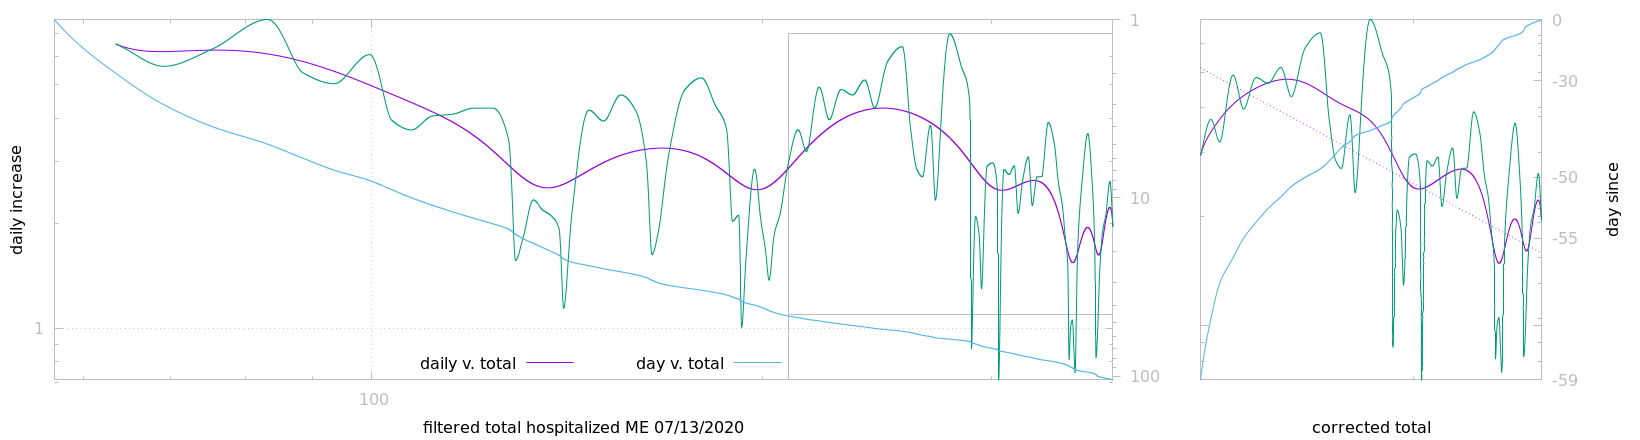 1
0
-30
daily increase
-50
day since
10
-55
1
daily v. total
day v. total
100
-59
100
filtered total hospitalized ME 07/13/2020
corrected total